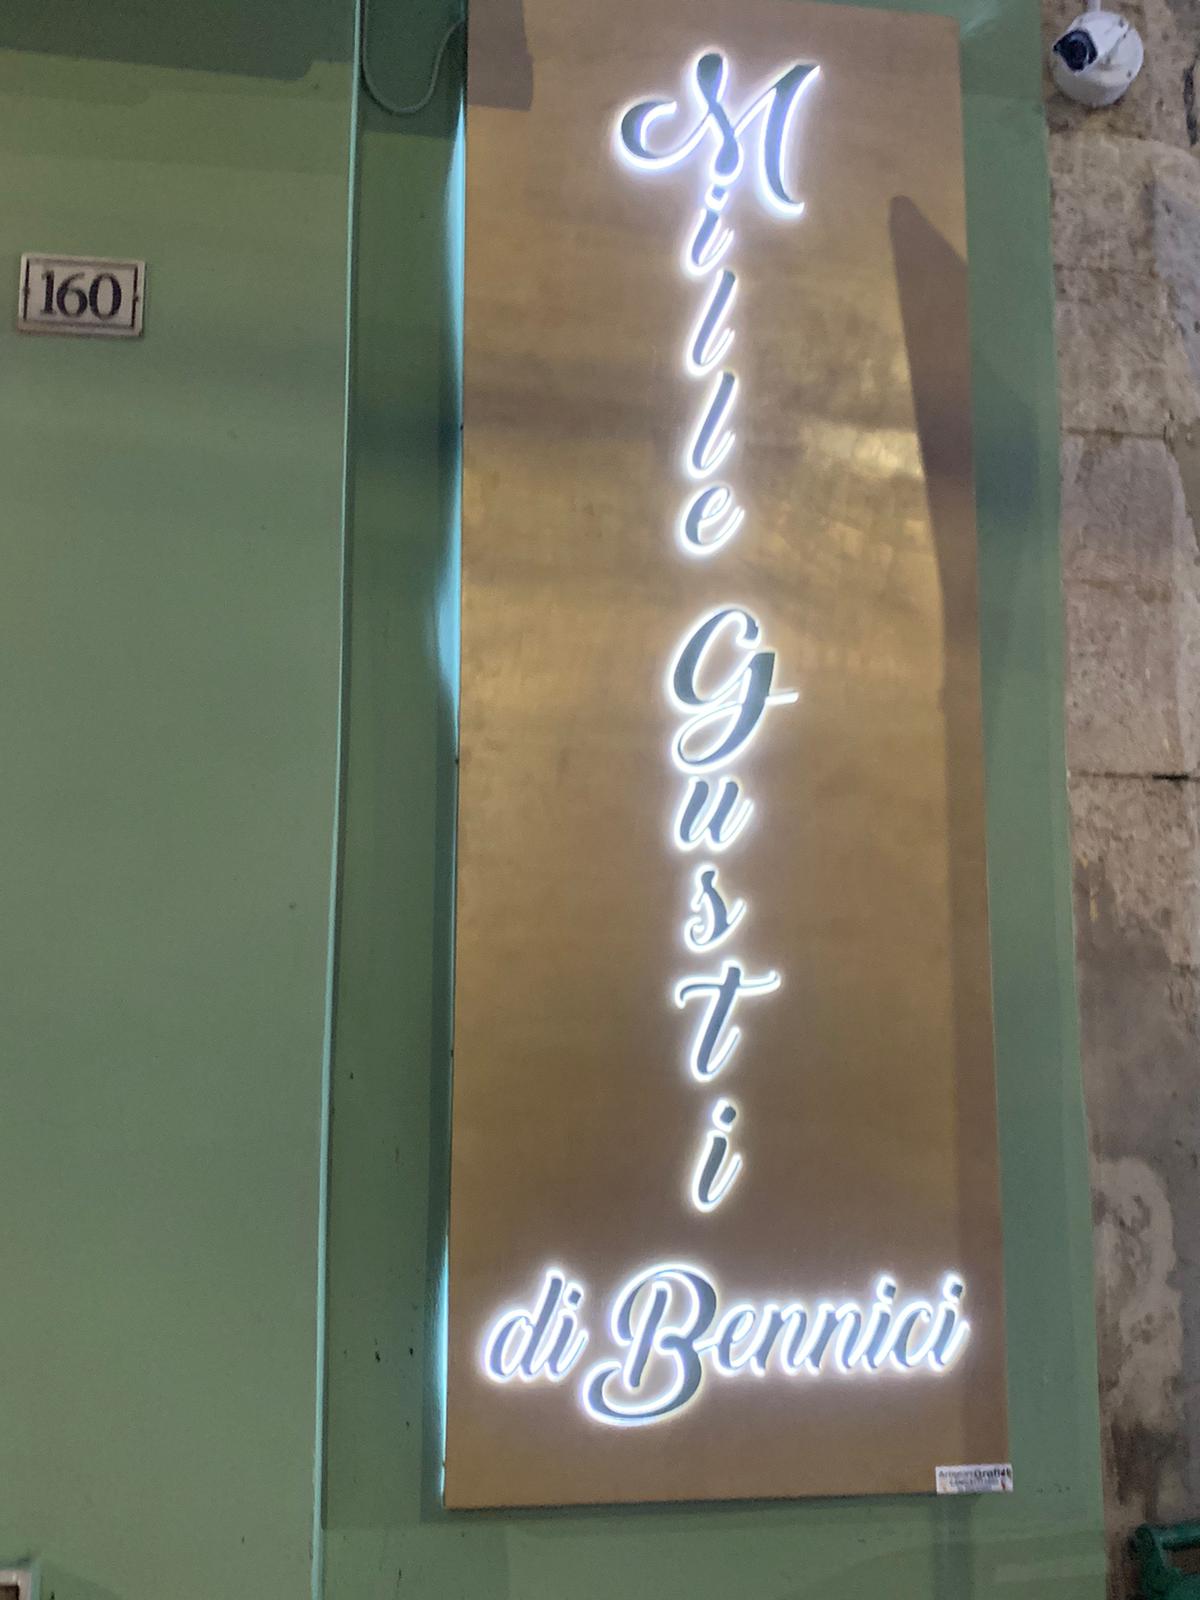 160
Mille Gusti
di Bennici